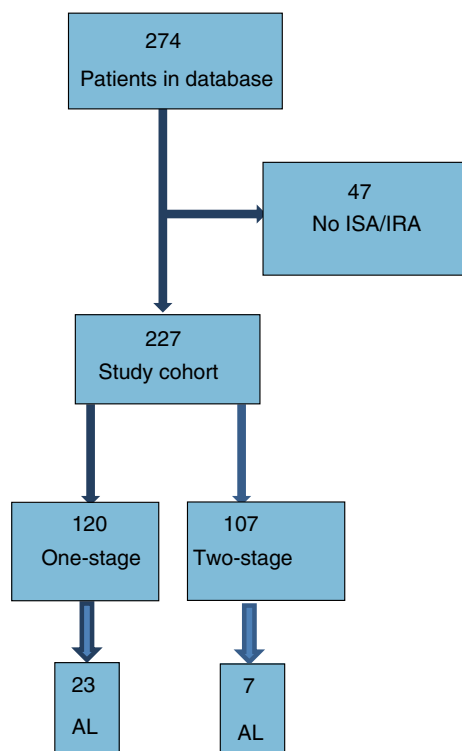 274
Patients in database
47
No ISA/IRA
227
Study cohort
120
One-stage
107
Two-stage
23
AL
7
AL